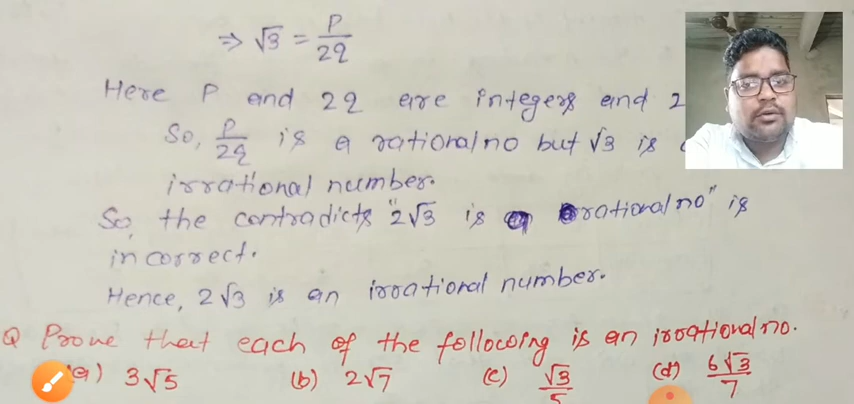 ⇒ √3 = P/2q
Here P and 2q are integers and 2
So, P/2q is a rational no but √3 is
irrational number.
So, the contradicts "2√3 is a rational no" is
incorrect.
Hence, 2√3 is an irrational number.
Q Prove that each of the following is an irrational no.
(a) 3√5 (b) 2√7 (c) √3/5 (d) 6√3/7